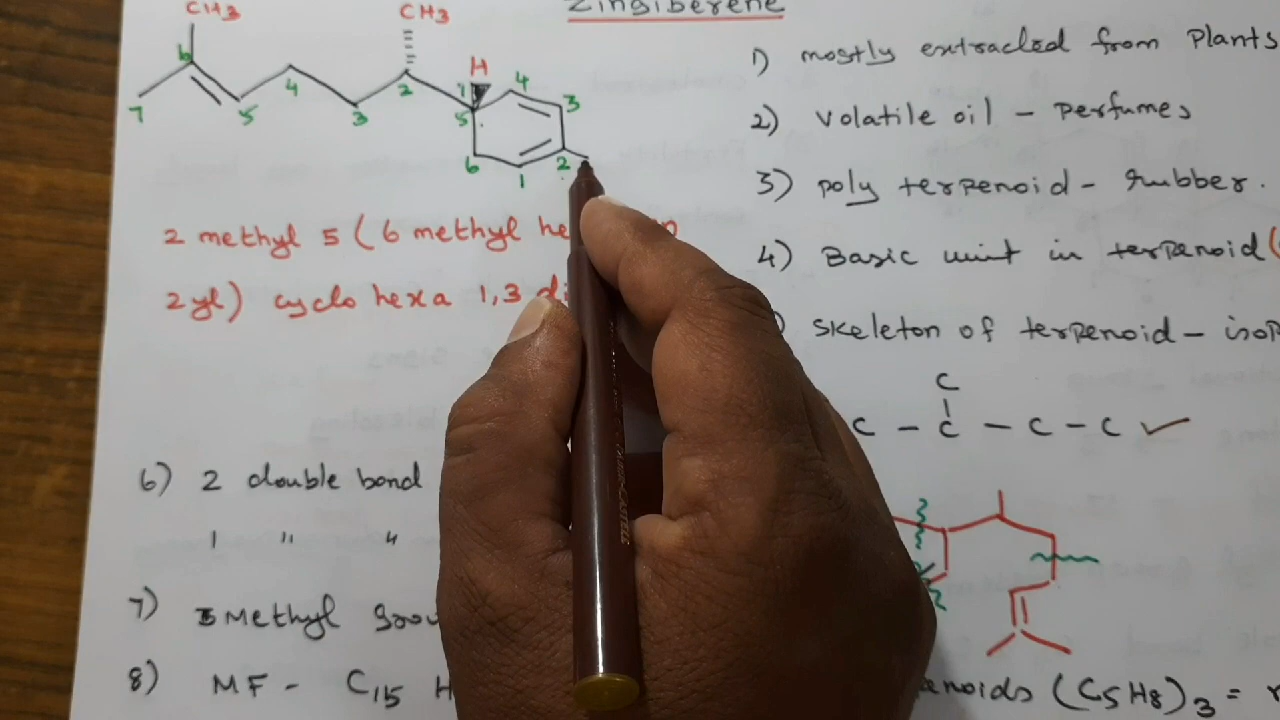 Zingiberene
CH3
CH3
H
6
7
5
4
3
2
1
5
4
3
2
1
6
2 methyl 5 (6 methyl
2yl) cyclo hexa 1,3
6) 2 double bond
1 " "
7) 3 Methyl
8) MF - C15 H
1) mostly extracted from Plants
2) Volatile oil - Perfumes
3) poly terpenoid - rubber.
4) Basic unit in terpenoid (
skeleton of terpenoid - isop
C
C - C - C - C
enoids (C5H8)3 =